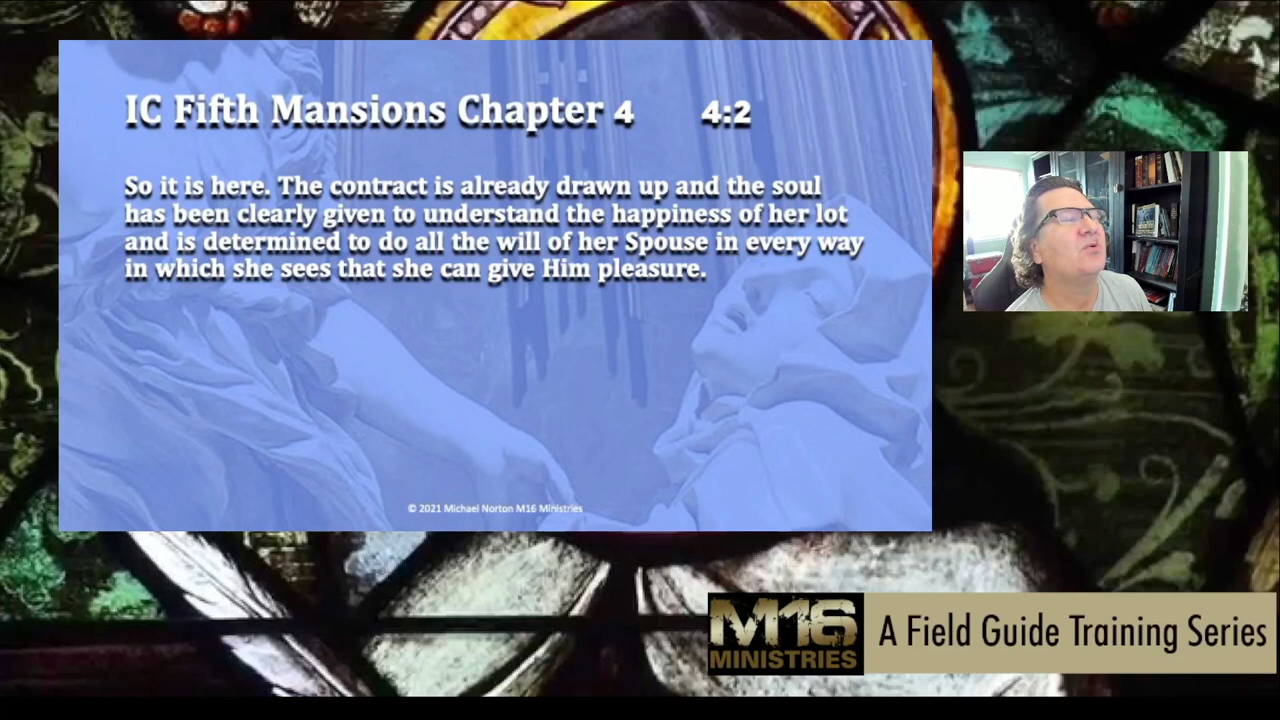 IC Fifth Mansions Chapter 4 4:2
So it is here. The contract is already drawn up and the soul
has been clearly given to understand the happiness of her lot
and is determined to do all the will of her Spouse in every way
in which she sees that she can give Him pleasure.
© 2021 Michael Norton M16 Ministries
M16
MINISTRIES
A Field Guide Training Series